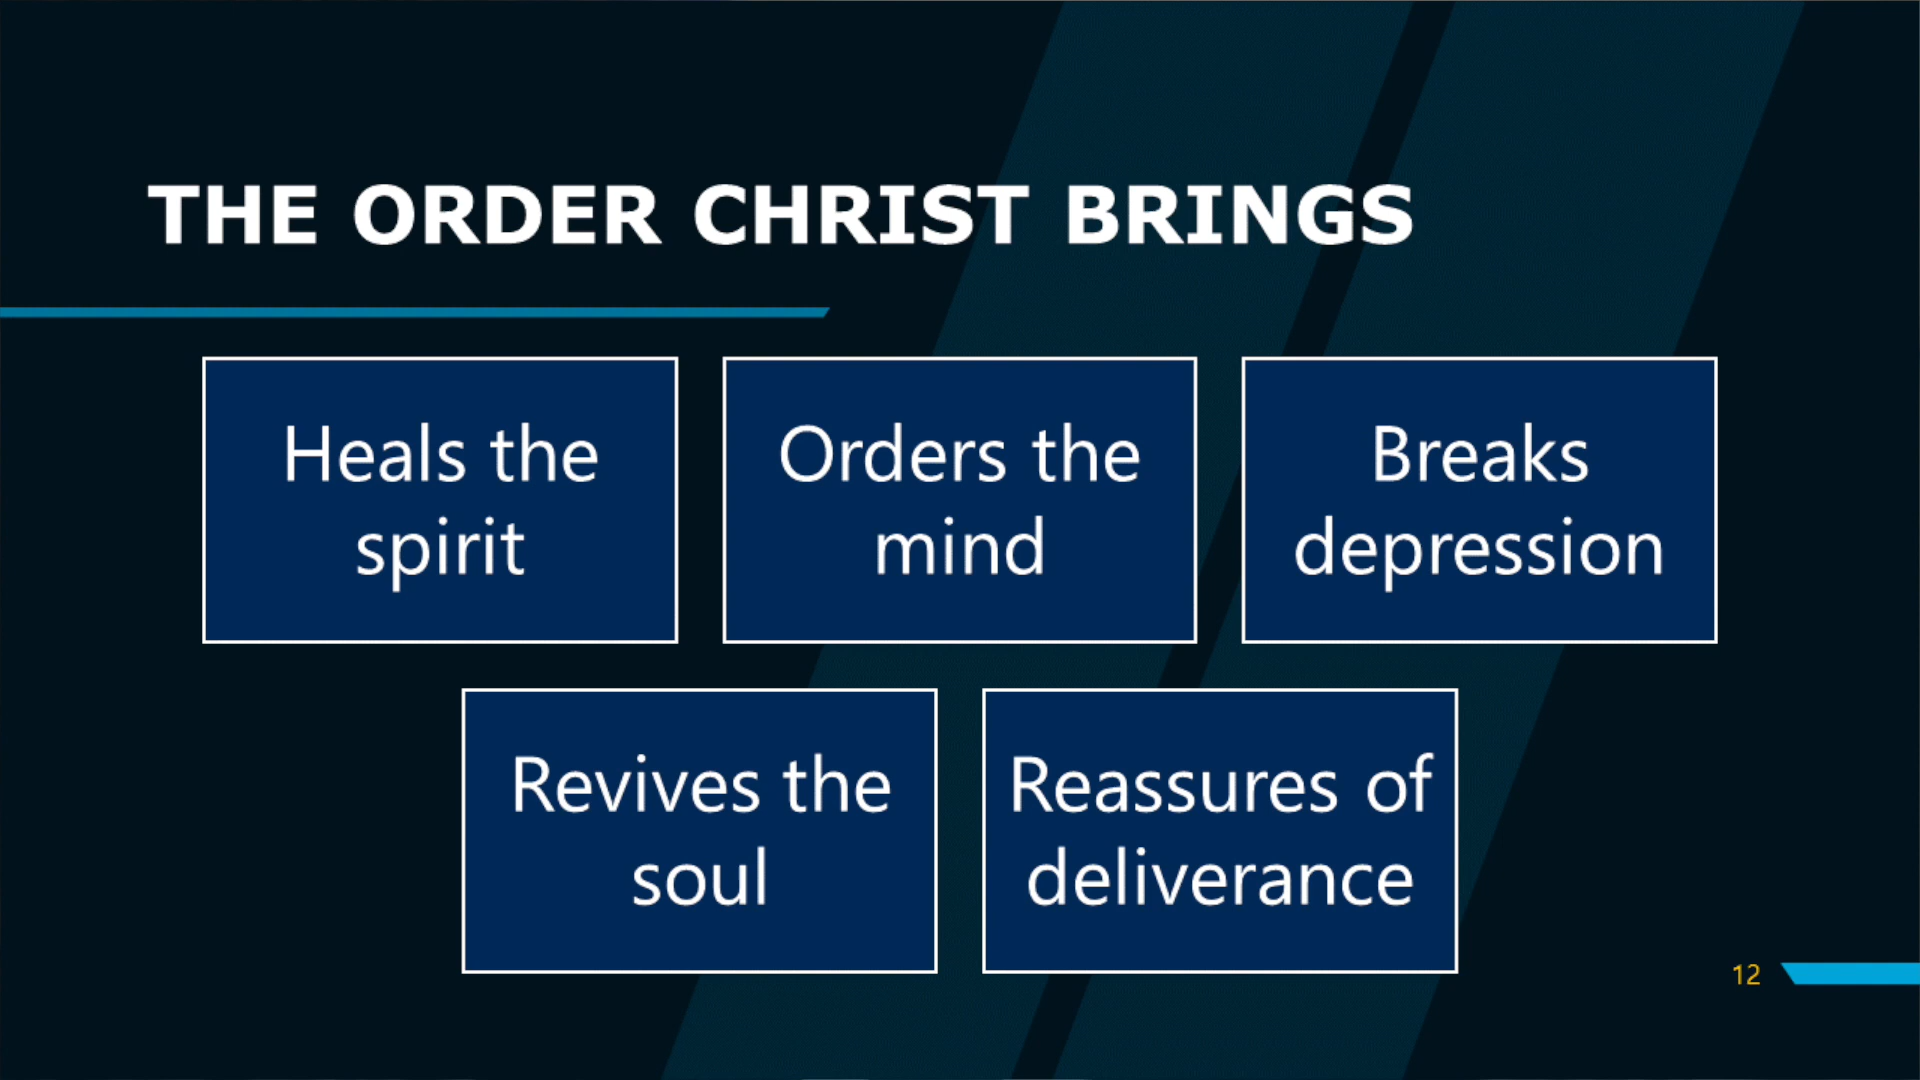 THE ORDER CHRIST BRINGS
Heals the
spirit
Orders the
mind
Breaks
depression
Revives the
soul
Reassures of
deliverance
12